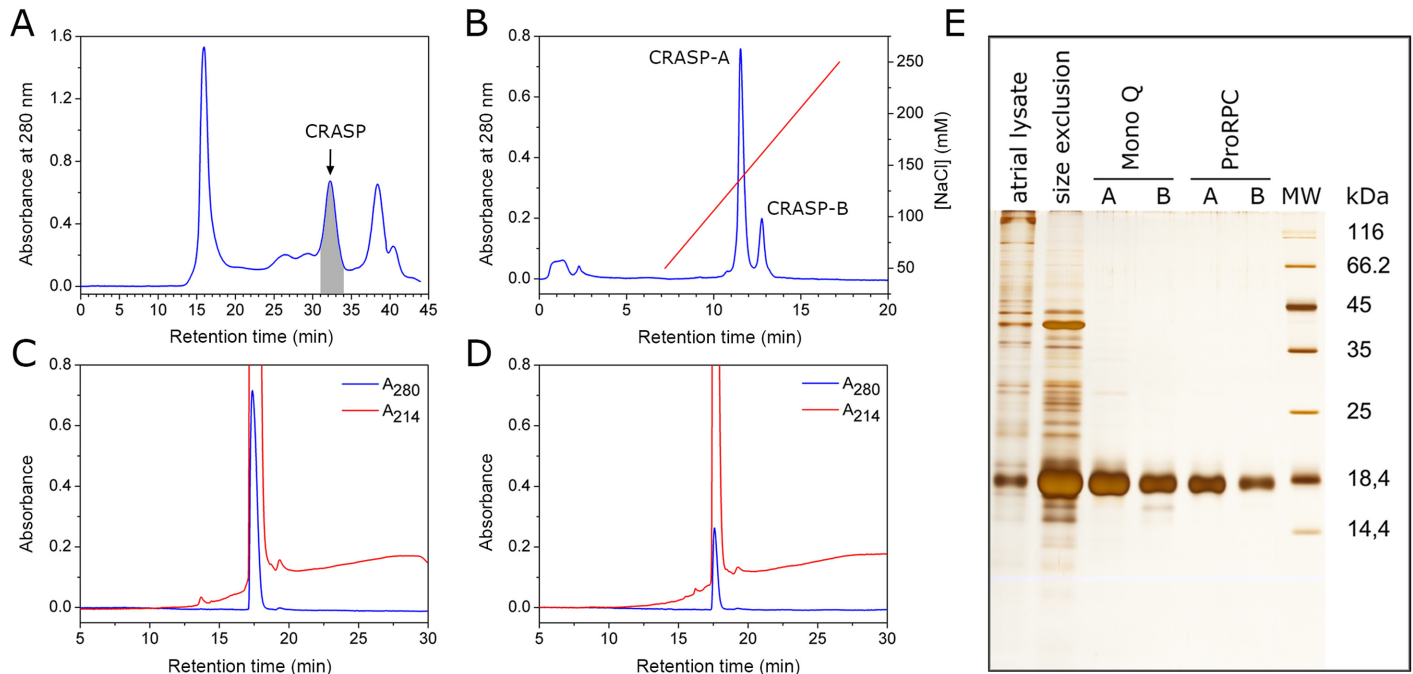 A
1.6
1.2
0.8
0.4
0.0
Absorbance at 280 nm
CRASP
0 5 10 15 20 25 30 35 40 45
Retention time (min)
B
0.8
0.6
0.4
0.2
0.0
Absorbance at 280 nm
CRASP-A
CRASP-B
250
200
150
100
50
[NaCl] (mM)
0 5 10 15 20
Retention time (min)
C
0.8
0.6
0.4
0.2
0.0
Absorbance
A280
A214
5 10 15 20 25 30
Retention time (min)
D
0.8
0.6
0.4
0.2
0.0
Absorbance
A280
A214
5 10 15 20 25 30
Retention time (min)
E
atrial lysate
size exclusion
Mono Q
ProRPC
A B A B MW kDa
116
66.2
45
35
25
18,4
14,4